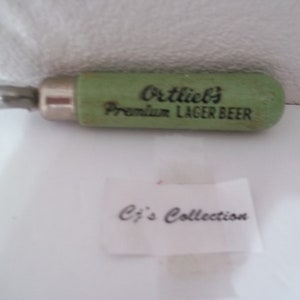 Ortlieb's
Premium LAGER BEER
Cj's Collection